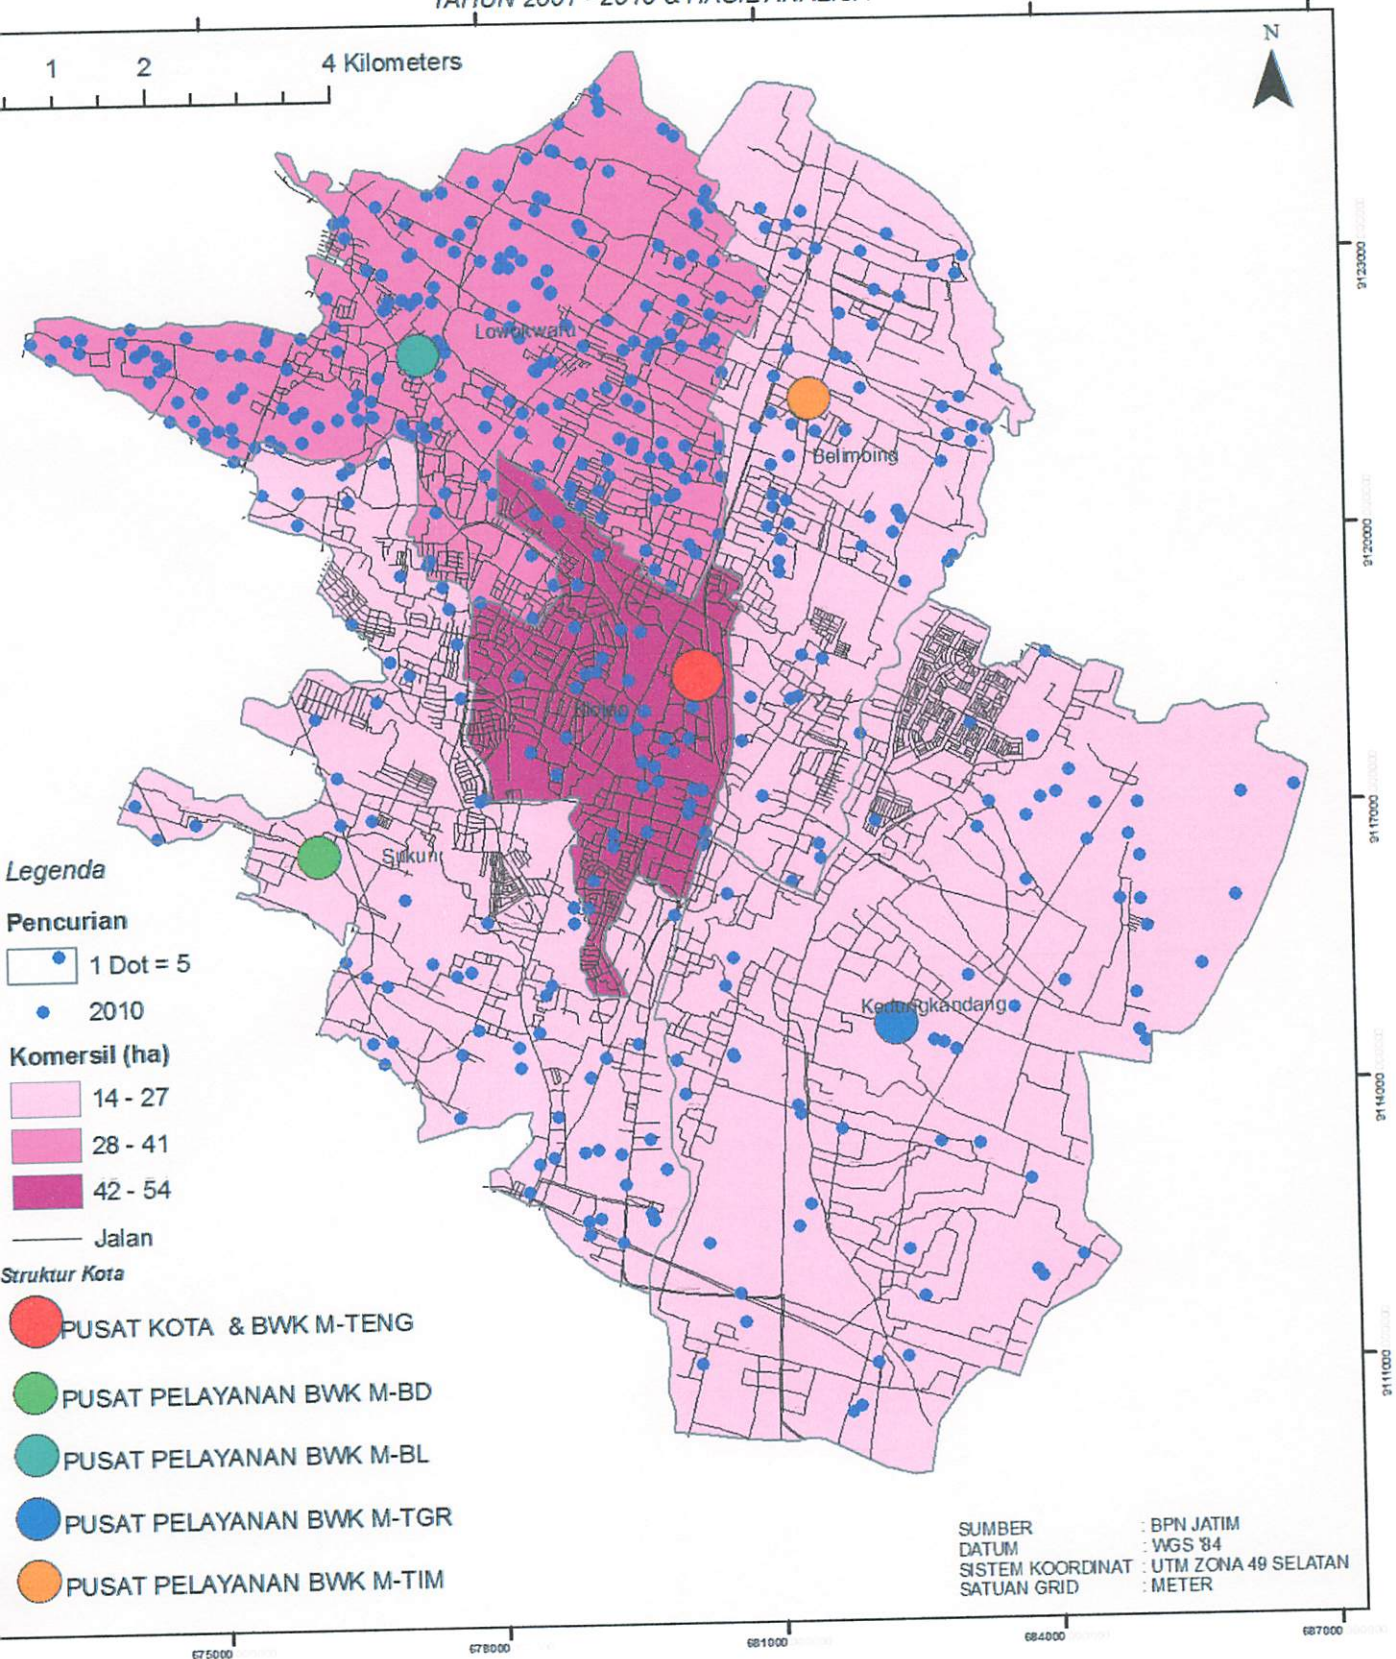 N
1 2 4 Kilometers
9123000
Lowokwaru
Belimbing
9120000
Klojen
9117000
Sukun
Legenda
Pencurian
1 Dot = 5
2010
Kedungkandang
Komersil (ha)
14 - 27
28 - 41
42 - 54
9114000
Jalan
Struktur Kota
PUSAT KOTA & BWK M-TENG
PUSAT PELAYANAN BWK M-BD
9111000
PUSAT PELAYANAN BWK M-BL
PUSAT PELAYANAN BWK M-TGR
PUSAT PELAYANAN BWK M-TIM
SUMBER : BPN JATIM
DATUM : WGS '84
SISTEM KOORDINAT : UTM ZONA 49 SELATAN
SATUAN GRID : METER
675000 678000 681000 684000 687000